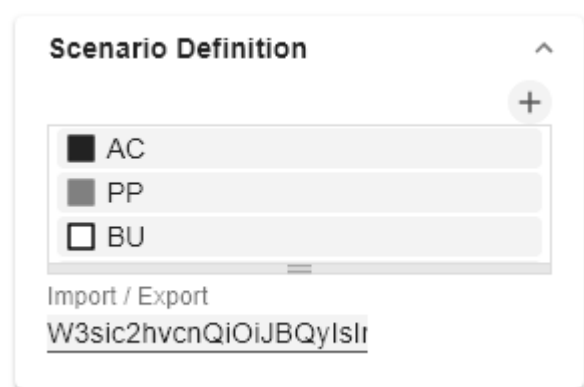 Scenario Definition
AC
PP
BU
Import / Export
W3sic2hvcnQiOiJBQyIsIr